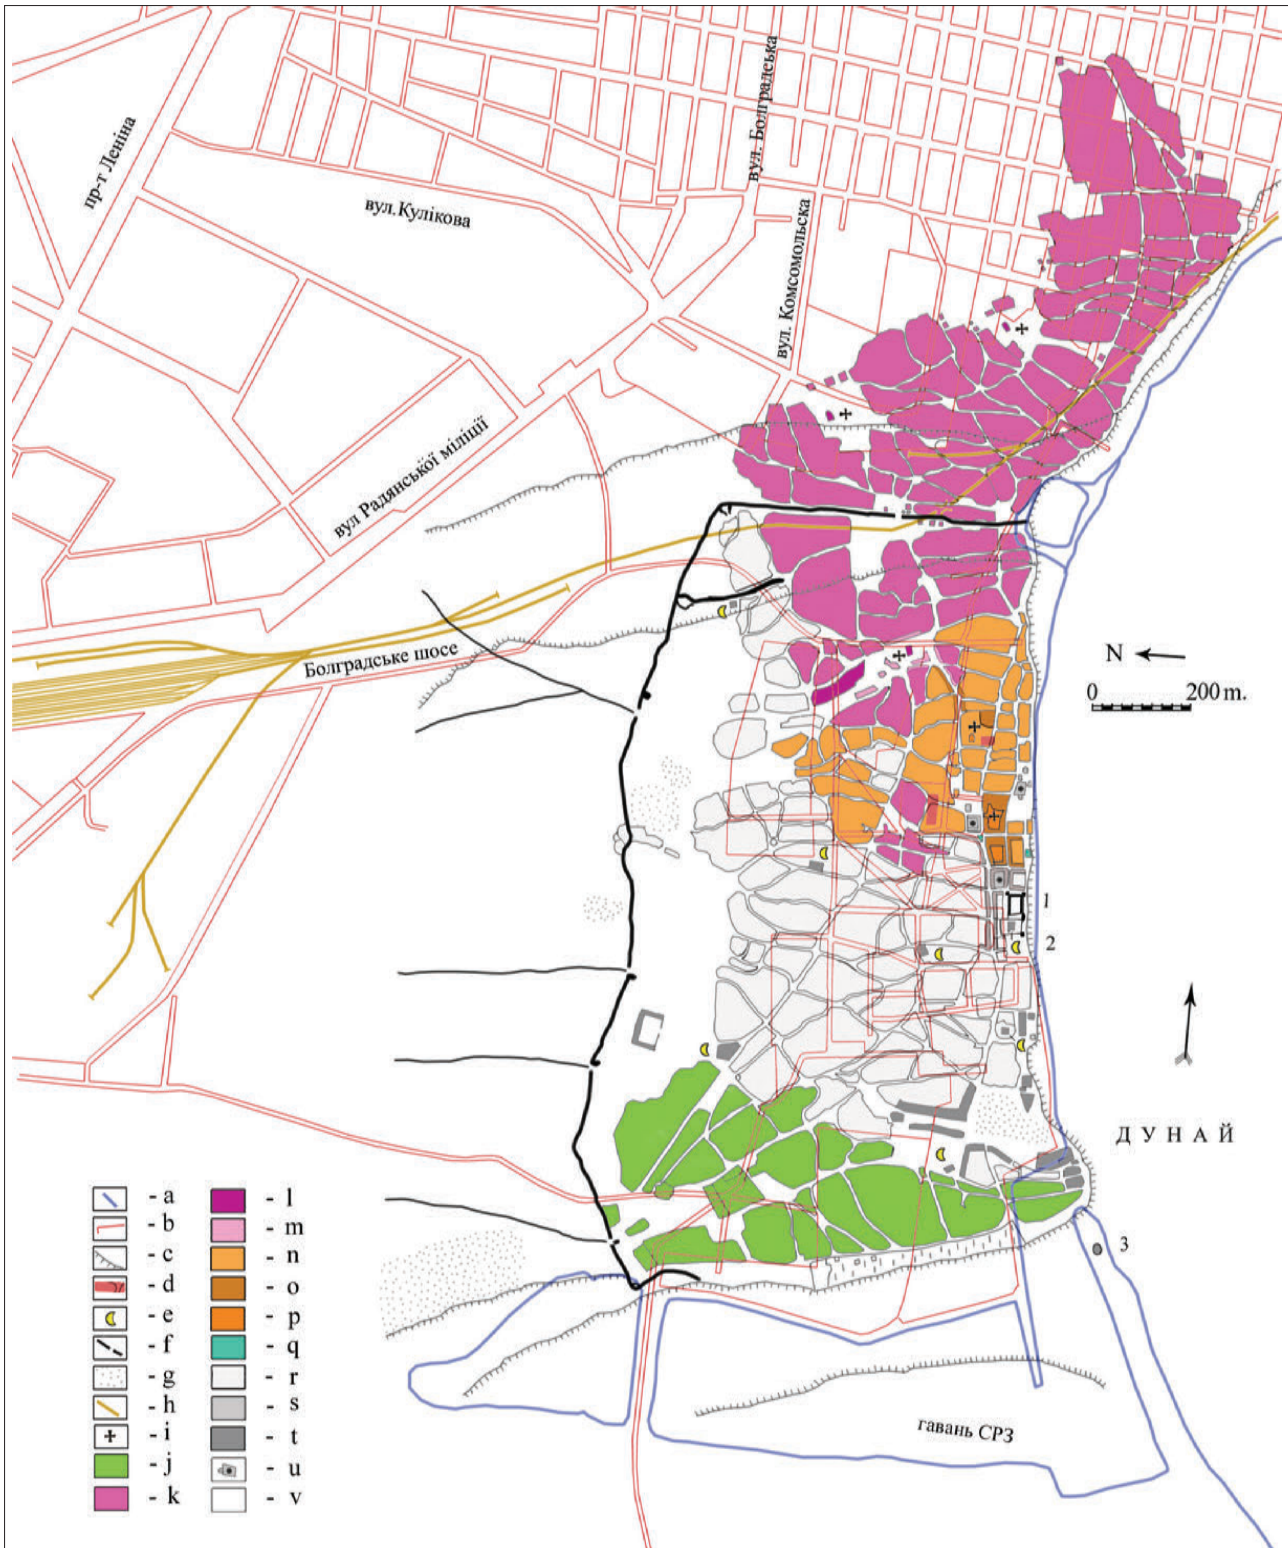 пр-т Леніна
вул.Кулікова
вул. Болградська
вул. Комсомольска
вул Радянської міліції
Болградське шосе
N
0 200 m.
1
2
ДУНАЙ
3
гавань СРЗ
- a
- b
- c
- d
- e
- f
- g
- h
- i
- j
- k
- l
- m
- n
- o
- p
- q
- r
- s
- t
- u
- v